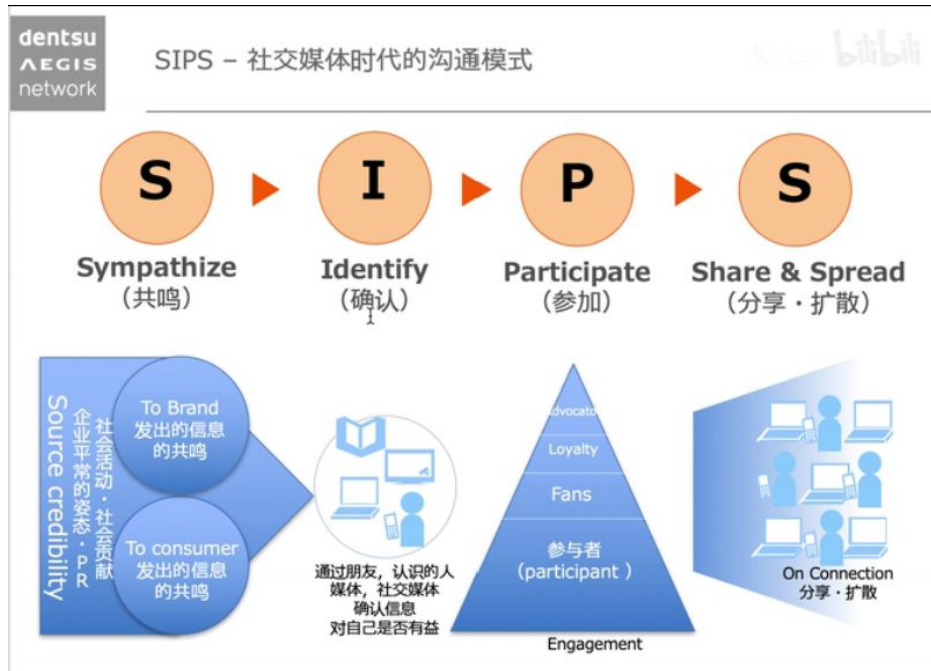 dentsu
AEGIS
network
SIPS – 社交媒体时代的沟通模式
bilibili
S
I
P
S
Sympathize
（共鸣）
Identify
（确认）
Participate
（参加）
Share & Spread
（分享・扩散）
Source credibility
企业平常的姿态・PR
社会活动・社会贡献
To Brand
发出的信息
的共鸣
To consumer
发出的信息
的共鸣
通过朋友，认识的人
媒体，社交媒体
确认信息
对自己是否有益
Loyalty
Fans
参与者
（participant ）
Engagement
On Connection
分享・扩散